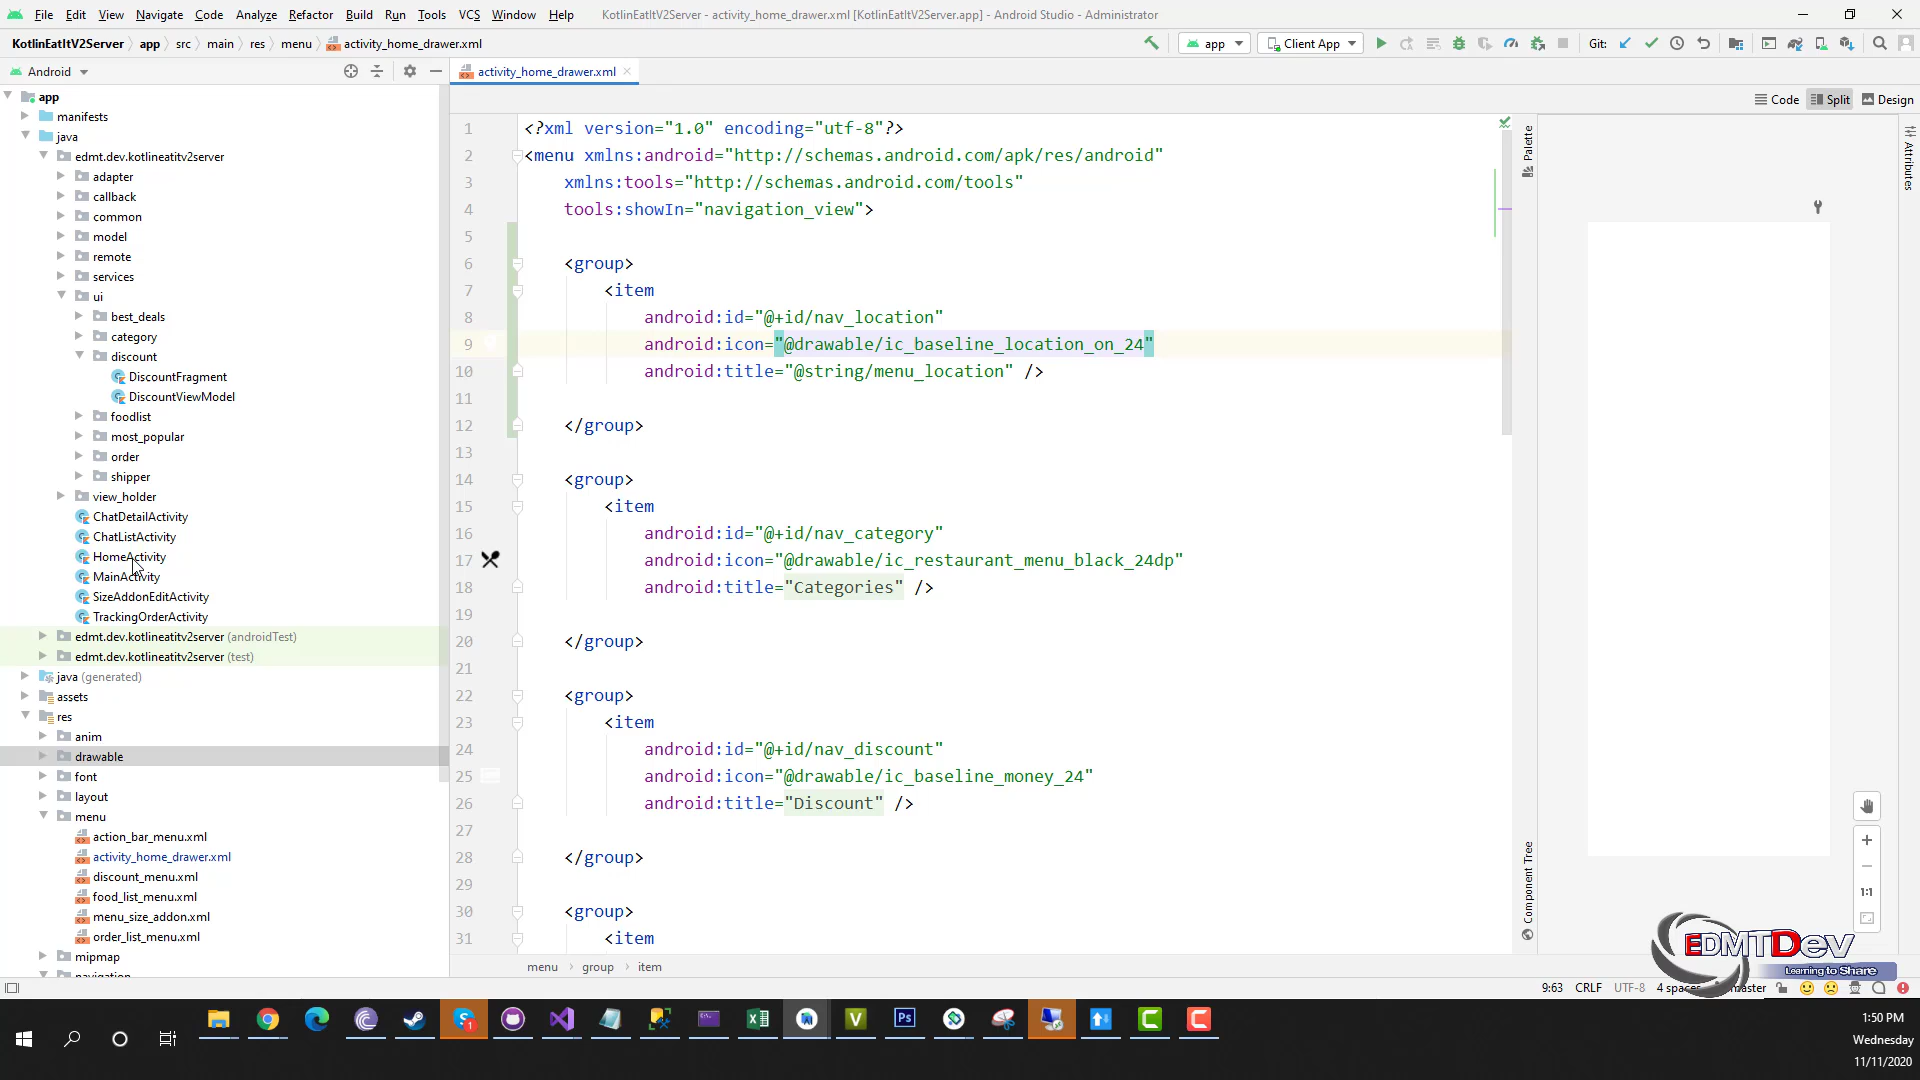 File Edit View Navigate Code Analyze Refactor Build Run Tools VCS Window Help KotlinEatItV2Server - activity_home_drawer.xml [KotlinEatItV2Server.app] - Android Studio - Administrator
KotlinEatItV2Server app src main res menu activity_home_drawer.xml app Client App Git:
Android activity_home_drawer.xml
Code Split Design
app
manifests
java
edmt.dev.kotlineatitv2server
adapter
callback
common
model
remote
services
ui
best_deals
category
discount
DiscountFragment
DiscountViewModel
foodlist
most_popular
order
shipper
view_holder
ChatDetailActivity
ChatListActivity
HomeActivity
MainActivity
SizeAddonEditActivity
TrackingOrderActivity
edmt.dev.kotlineatitv2server (androidTest)
edmt.dev.kotlineatitv2server (test)
java (generated)
assets
res
anim
drawable
font
layout
menu
action_bar_menu.xml
activity_home_drawer.xml
discount_menu.xml
food_list_menu.xml
menu_size_addon.xml
order_list_menu.xml
mipmap
navigation
1 <?xml version="1.0" encoding="utf-8"?>
2 <menu xmlns:android="http://schemas.android.com/apk/res/android"
3 xmlns:tools="http://schemas.android.com/tools"
4 tools:showIn="navigation_view">
5
6 <group>
7 <item
8 android:id="@+id/nav_location"
9 android:icon="@drawable/ic_baseline_location_on_24"
10 android:title="@string/menu_location" />
11
12 </group>
13
14 <group>
15 <item
16 android:id="@+id/nav_category"
17 android:icon="@drawable/ic_restaurant_menu_black_24dp"
18 android:title="Categories" />
19
20 </group>
21
22 <group>
23 <item
24 android:id="@+id/nav_discount"
25 android:icon="@drawable/ic_baseline_money_24"
26 android:title="Discount" />
27
28 </group>
29
30 <group>
31 <item
Palette
Component Tree
Attributes
1:1
EDMTDev
Learning to Share
menu group item
9:63 CRLF UTF-8 4 spaces master
1
Ps
1:50 PM
Wednesday
11/11/2020